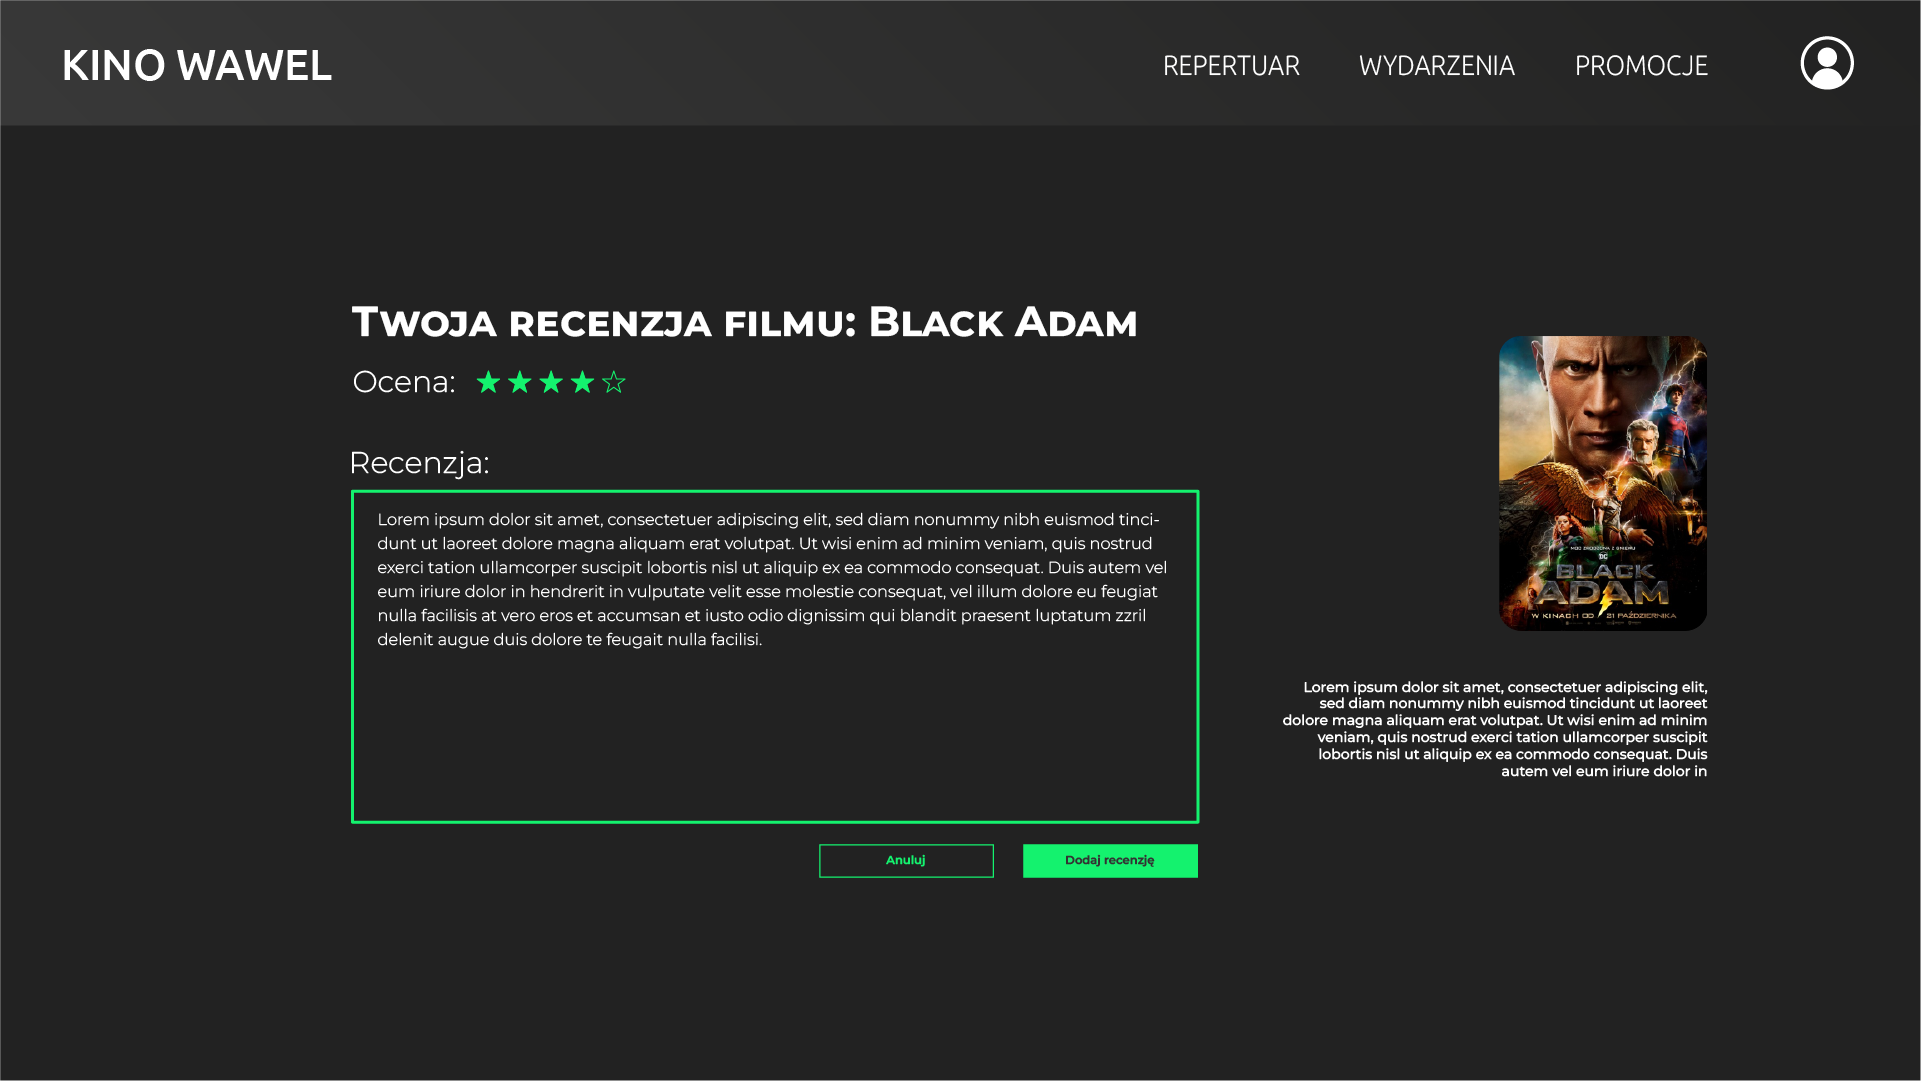 KINO WAWEL
REPERTUAR
WYDARZENIA
PROMOCJE
TWOJA RECENZJA FILMU: BLACK ADAM
Ocena: ★★★★☆
Recenzja:
Lorem ipsum dolor sit amet, consectetuer adipiscing elit, sed diam nonummy nibh euismod tinci-
dunt ut laoreet dolore magna aliquam erat volutpat. Ut wisi enim ad minim veniam, quis nostrud
exerci tation ullamcorper suscipit lobortis nisl ut aliquip ex ea commodo consequat. Duis autem vel
eum iriure dolor in hendrerit in vulputate velit esse molestie consequat, vel illum dolore eu feugiat
nulla facilisis at vero eros et accumsan et iusto odio dignissim qui blandit praesent luptatum zzril
delenit augue duis dolore te feugait nulla facilisi.
Anuluj
Dodaj recenzję
MOC ZRODZONA Z GNIEWU
DC
BLACK
ADAM
W KINACH OD 21 PAŹDZIERNIKA
Lorem ipsum dolor sit amet, consectetuer adipiscing elit,
sed diam nonummy nibh euismod tincidunt ut laoreet
dolore magna aliquam erat volutpat. Ut wisi enim ad minim
veniam, quis nostrud exerci tation ullamcorper suscipit
lobortis nisl ut aliquip ex ea commodo consequat. Duis
autem vel eum iriure dolor in